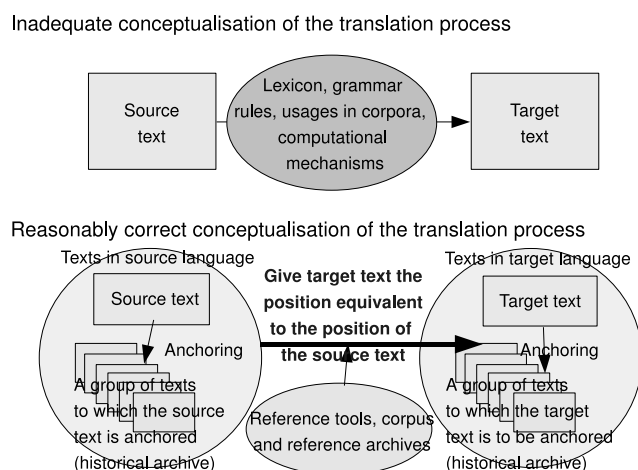 Inadequate conceptualisation of the translation process
Source
text
Lexicon, grammar
rules, usages in corpora,
computational
mechanisms
Target
text
Reasonably correct conceptualisation of the translation process
Texts in source language
Source text
Anchoring
A group of texts
to which the source
text is anchored
(historical archive)
Give target text the
position equivalent
to the position of
the source text
Reference tools, corpus
and reference archives
Texts in target language
Target text
Anchoring
A group of texts
to which the target
text is to be anchored
(historical archive)